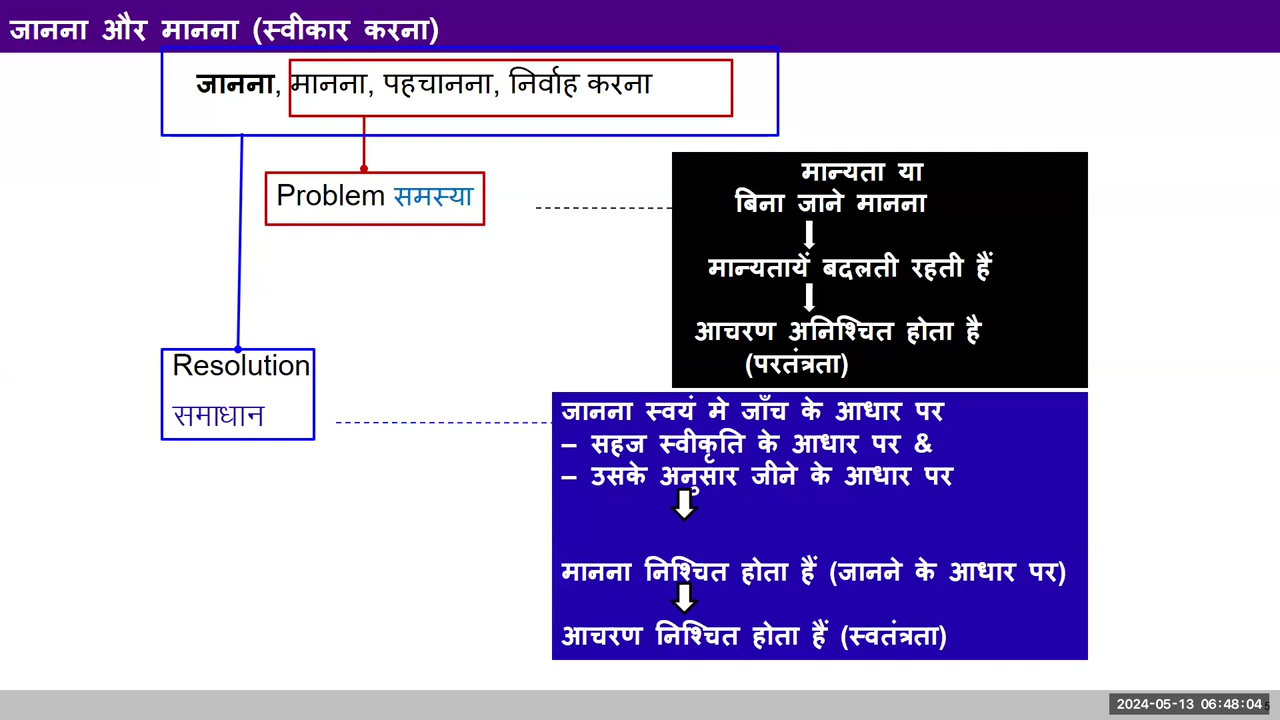 जानना और मानना (स्वीकार करना)
जानना, मानना, पहचानना, निर्वाह करना
Problem समस्या
मान्यता या
बिना जाने मानना
मान्यतायें बदलती रहती हैं
आचरण अनिश्चित होता है
(परतंत्रता)
Resolution
समाधान
जानना स्वयं मे जाँच के आधार पर
– सहज स्वीकृति के आधार पर &
– उसके अनुसार जीने के आधार पर
मानना निश्चित होता हैं (जानने के आधार पर)
आचरण निश्चित होता हैं (स्वतंत्रता)
2024-05-13 06:48:04
5